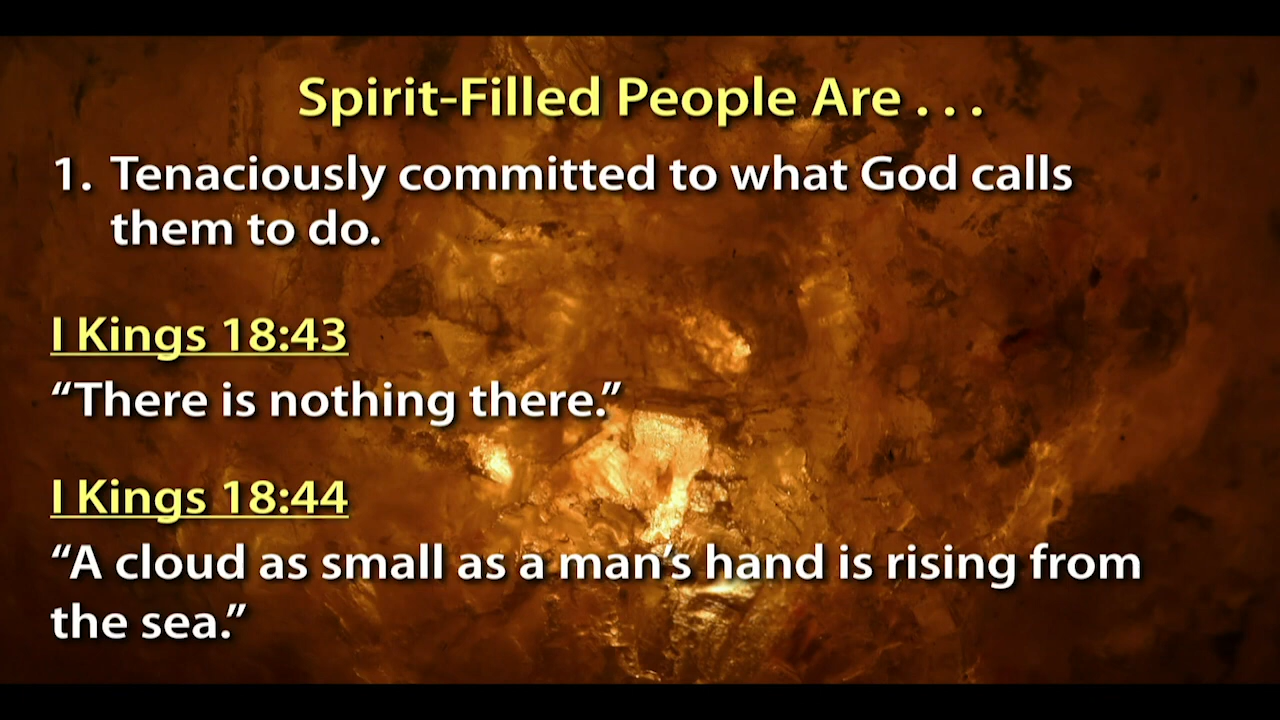 Spirit-Filled People Are . . .
1. Tenaciously committed to what God calls
them to do.
I Kings 18:43
“There is nothing there.”
I Kings 18:44
“A cloud as small as a man’s hand is rising from
the sea.”